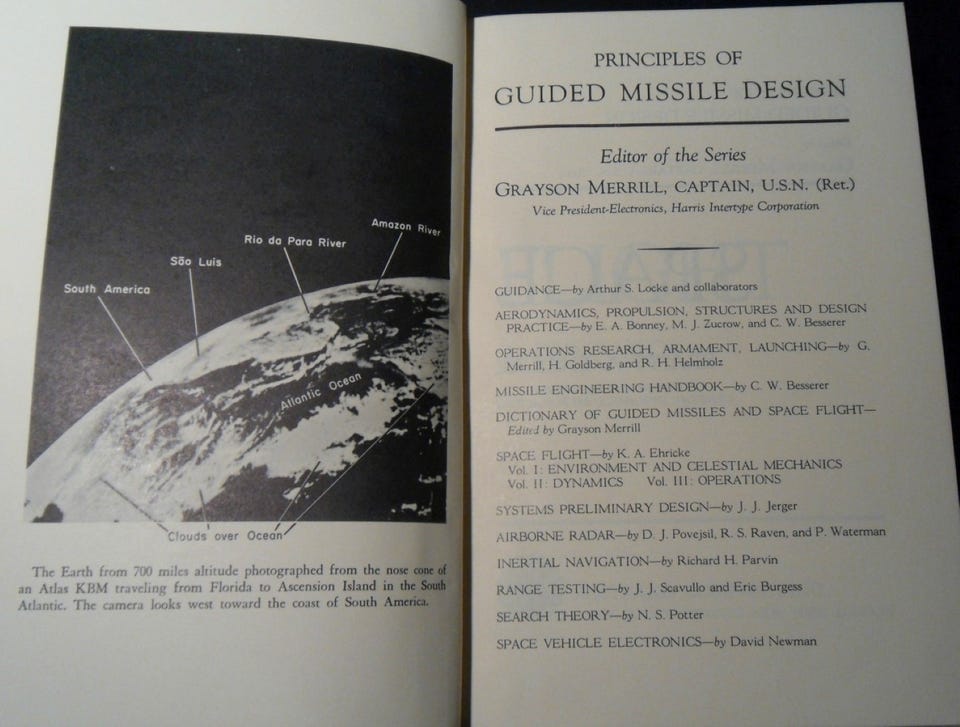 Amazon River
Rio da Para River
São Luis
South America
Atlantic Ocean
Clouds over Ocean
The Earth from 700 miles altitude photographed from the nose cone of
an Atlas KBM traveling from Florida to Ascension Island in the South
Atlantic. The camera looks west toward the coast of South America.
PRINCIPLES OF
GUIDED MISSILE DESIGN
Editor of the Series
GRAYSON MERRILL, CAPTAIN, U.S.N. (Ret.)
Vice President-Electronics, Harris Intertype Corporation
GUIDANCE—by Arthur S. Locke and collaborators
AERODYNAMICS, PROPULSION, STRUCTURES AND DESIGN
PRACTICE—by E. A. Bonney, M. J. Zucrow, and C. W. Besserer
OPERATIONS RESEARCH, ARMAMENT, LAUNCHING—by G.
Merrill, H. Goldberg, and R. H. Helmholz
MISSILE ENGINEERING HANDBOOK—by C. W. Besserer
DICTIONARY OF GUIDED MISSILES AND SPACE FLIGHT—
Edited by Grayson Merrill
SPACE FLIGHT—by K. A. Ehricke
Vol. I: ENVIRONMENT AND CELESTIAL MECHANICS
Vol. II: DYNAMICS Vol. III: OPERATIONS
SYSTEMS PRELIMINARY DESIGN—by J. J. Jerger
AIRBORNE RADAR—by D. J. Povejsil, R. S. Raven, and P. Waterman
INERTIAL NAVIGATION—by Richard H. Parvin
RANGE TESTING—by J. J. Scavullo and Eric Burgess
SEARCH THEORY—by N. S. Potter
SPACE VEHICLE ELECTRONICS—by David Newman